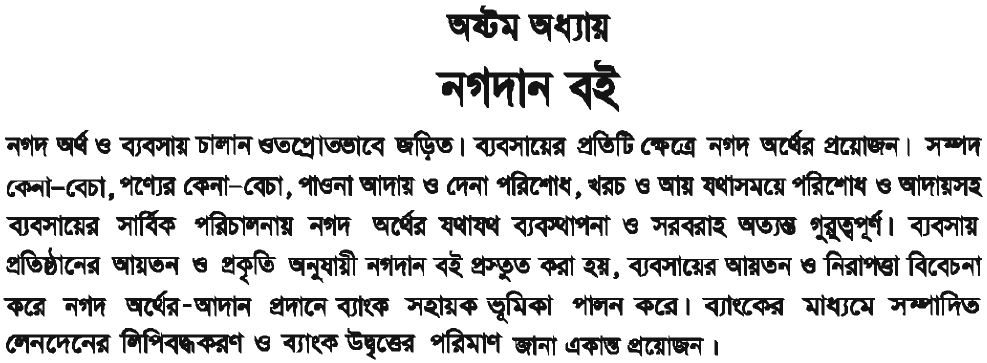 অষ্টম অধ্যায়
নগদান বই
নগদ অর্থ ও ব্যবসায় চালান ওতপ্রোতভাবে জড়িত। ব্যবসায়ের প্রতিটি ক্ষেত্রে নগদ অর্থের প্রয়োজন। সম্পদ
কেনা-বেচা, পণ্যের কেনা-বেচা, পাওনা আদায় ও দেনা পরিশোধ, খরচ ও আয় যথাসময়ে পরিশোধ ও আদায়সহ
ব্যবসায়ের সার্বিক পরিচালনায় নগদ অর্থের যথাযথ ব্যবস্থাপনা ও সরবরাহ অত্যন্ত গুরুত্বপূর্ণ। ব্যবসায়
প্রতিষ্ঠানের আয়তন ও প্রকৃতি অনুযায়ী নগদান বই প্রস্তুত করা হয়, ব্যবসায়ের আয়তন ও নিরাপত্তা বিবেচনা
করে নগদ অর্থের-আদান প্রদানে ব্যাংক সহায়ক ভূমিকা পালন করে। ব্যাংকের মাধ্যমে সম্পাদিত
লেনদেনের লিপিবদ্ধকরণ ও ব্যাংক উদ্বৃত্তের পরিমাণ জানা একান্ত প্রয়োজন।